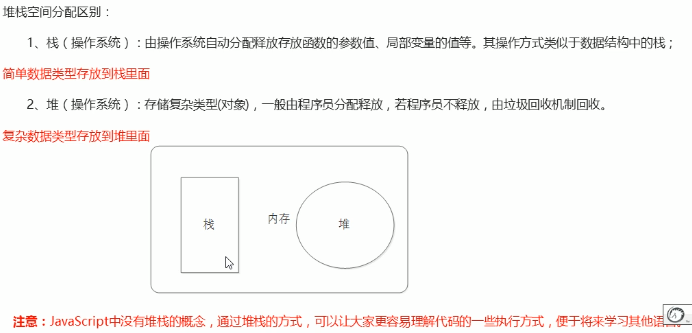 堆栈空间分配区别：
1、栈（操作系统）：由操作系统自动分配释放存放函数的参数值、局部变量的值等。其操作方式类似于数据结构中的栈；
简单数据类型存放到栈里面
2、堆（操作系统）：存储复杂类型(对象)，一般由程序员分配释放，若程序员不释放，由垃圾回收机制回收。
复杂数据类型存放到堆里面
栈
内存
堆
注意：JavaScript中没有堆栈的概念，通过堆栈的方式，可以让大家更容易理解代码的一些执行方式，便于将来学习其他语